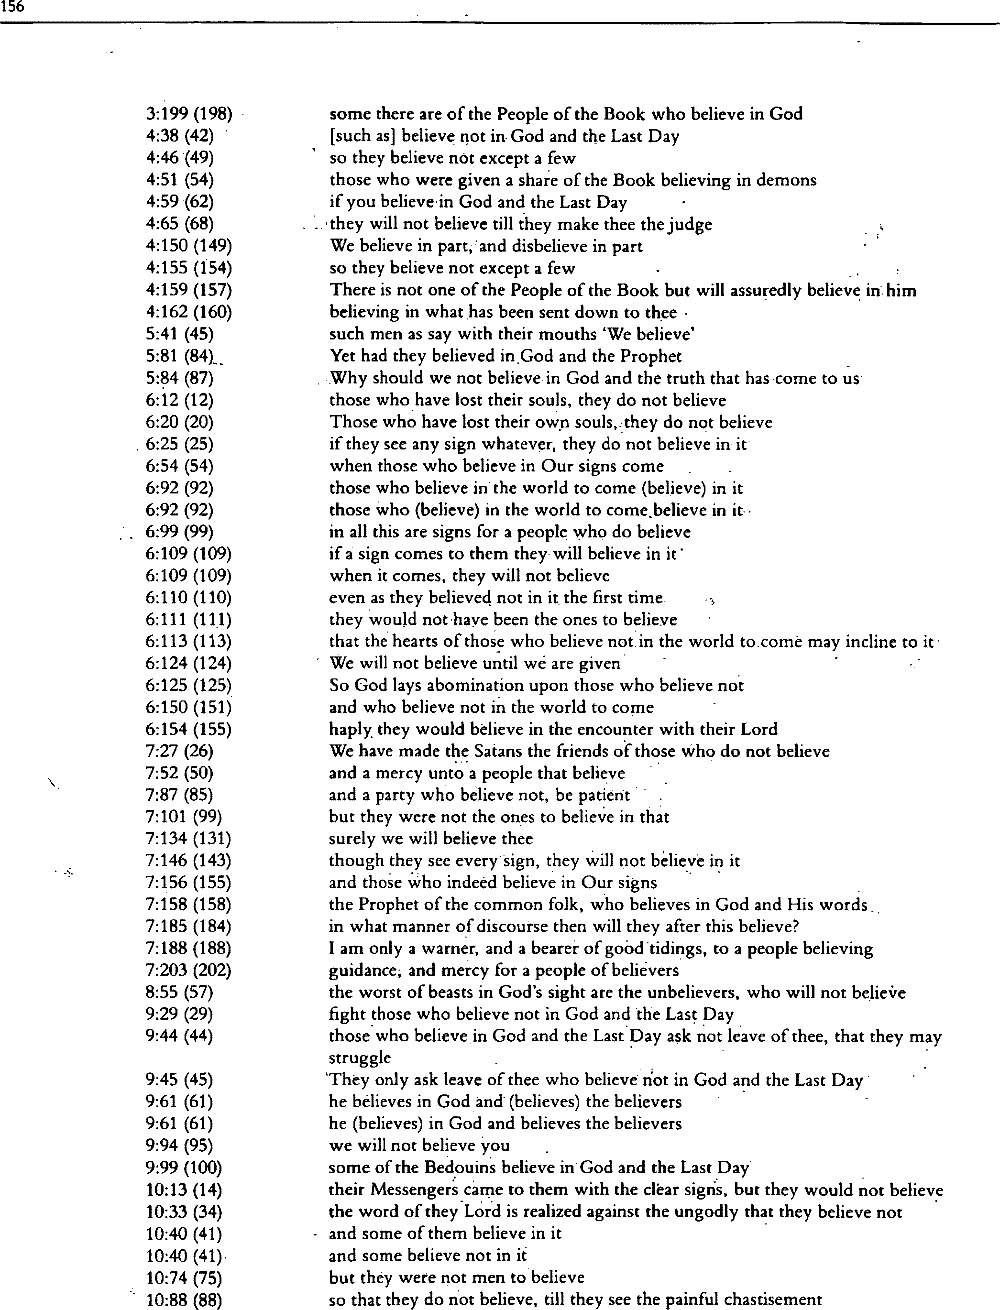 156
3:199 (198) some there are of the People of the Book who believe in God
4:38 (42) [such as] believe not in God and the Last Day
4:46 (49) so they believe not except a few
4:51 (54) those who were given a share of the Book believing in demons
4:59 (62) if you believe in God and the Last Day
4:65 (68) they will not believe till they make thee the judge
4:150 (149) We believe in part, and disbelieve in part
4:155 (154) so they believe not except a few
4:159 (157) There is not one of the People of the Book but will assuredly believe in him
4:162 (160) believing in what has been sent down to thee
5:41 (45) such men as say with their mouths 'We believe'
5:81 (84) Yet had they believed in God and the Prophet
5:84 (87) Why should we not believe in God and the truth that has come to us
6:12 (12) those who have lost their souls, they do not believe
6:20 (20) Those who have lost their own souls, they do not believe
6:25 (25) if they see any sign whatever, they do not believe in it
6:54 (54) when those who believe in Our signs come
6:92 (92) those who believe in the world to come (believe) in it
6:92 (92) those who (believe) in the world to come believe in it
6:99 (99) in all this are signs for a people who do believe
6:109 (109) if a sign comes to them they will believe in it
6:109 (109) when it comes, they will not believe
6:110 (110) even as they believed not in it the first time
6:111 (111) they would not have been the ones to believe
6:113 (113) that the hearts of those who believe not in the world to come may incline to it
6:124 (124) We will not believe until we are given
6:125 (125) So God lays abomination upon those who believe not
6:150 (151) and who believe not in the world to come
6:154 (155) haply they would believe in the encounter with their Lord
7:27 (26) We have made the Satans the friends of those who do not believe
7:52 (50) and a mercy unto a people that believe
7:87 (85) and a party who believe not, be patient
7:101 (99) but they were not the ones to believe in that
7:134 (131) surely we will believe thee
7:146 (143) though they see every sign, they will not believe in it
7:156 (155) and those who indeed believe in Our signs
7:158 (158) the Prophet of the common folk, who believes in God and His words
7:185 (184) in what manner of discourse then will they after this believe?
7:188 (188) I am only a warner, and a bearer of good tidings, to a people believing
7:203 (202) guidance, and mercy for a people of believers
8:55 (57) the worst of beasts in God's sight are the unbelievers, who will not believe
9:29 (29) fight those who believe not in God and the Last Day
9:44 (44) those who believe in God and the Last Day ask not leave of thee, that they may
struggle
9:45 (45) They only ask leave of thee who believe not in God and the Last Day
9:61 (61) he believes in God and (believes) the believers
9:61 (61) he (believes) in God and believes the believers
9:94 (95) we will not believe you
9:99 (100) some of the Bedouins believe in God and the Last Day
10:13 (14) their Messengers came to them with the clear signs, but they would not believe
10:33 (34) the word of they Lord is realized against the ungodly that they believe not
10:40 (41) and some of them believe in it
10:40 (41) and some believe not in it
10:74 (75) but they were not men to believe
10:88 (88) so that they do not believe, till they see the painful chastisement